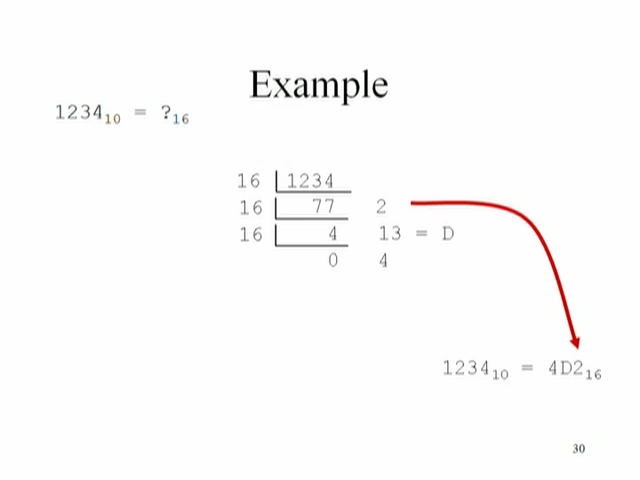 Example
1234₁₀ = ?₁₆
16 1234
16 77 2
16 4 13 = D
0 4
1234₁₀ = 4D2₁₆
30